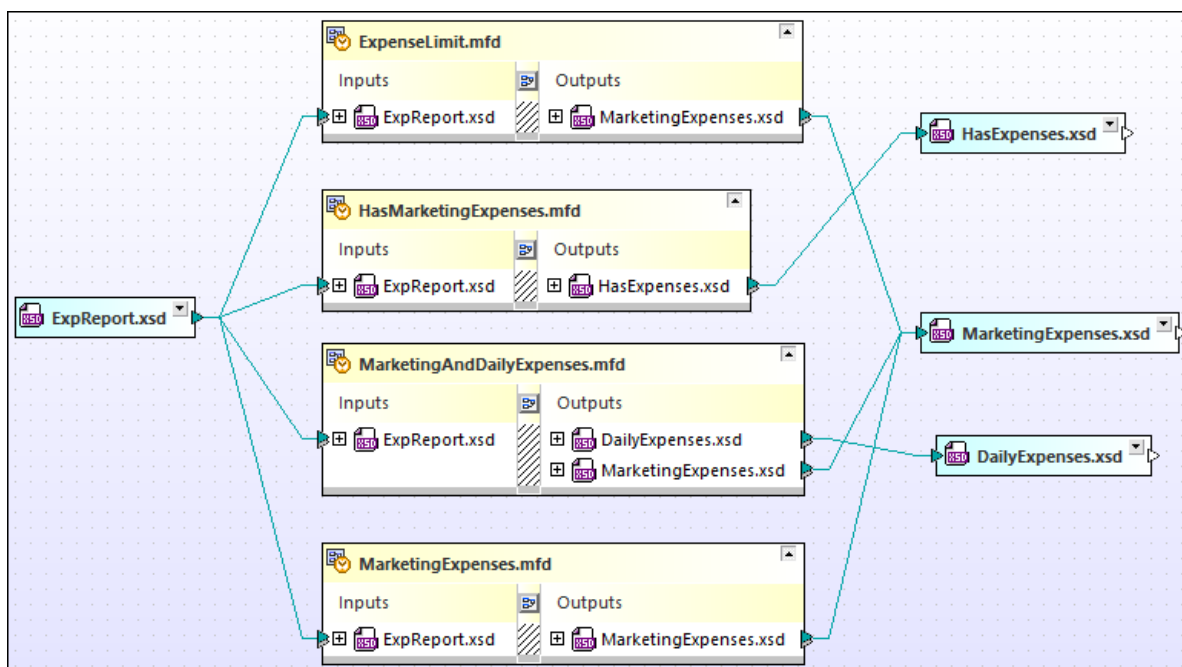 ExpenseLimit.mfd
Inputs Outputs
ExpReport.xsd MarketingExpenses.xsd
HasExpenses.xsd
HasMarketingExpenses.mfd
Inputs Outputs
ExpReport.xsd HasExpenses.xsd
ExpReport.xsd
MarketingExpenses.xsd
MarketingAndDailyExpenses.mfd
Inputs Outputs
ExpReport.xsd DailyExpenses.xsd
MarketingExpenses.xsd
DailyExpenses.xsd
MarketingExpenses.mfd
Inputs Outputs
ExpReport.xsd MarketingExpenses.xsd